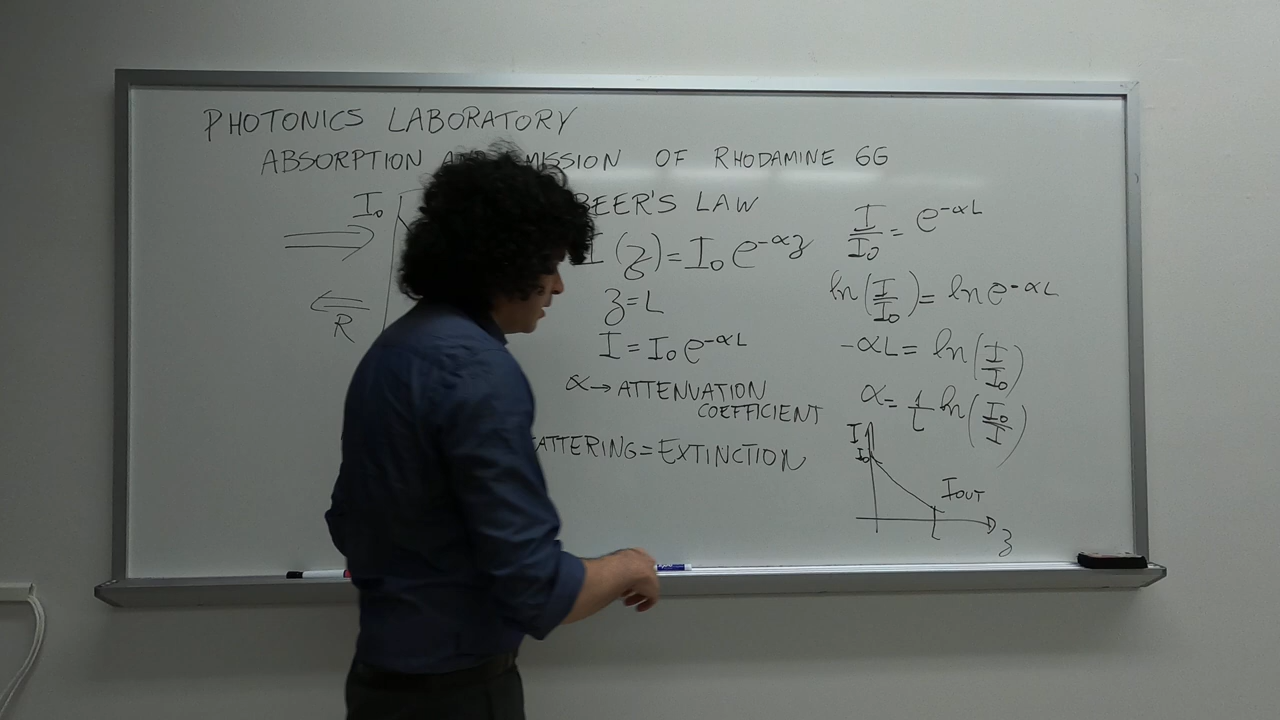 PHOTONICS LABORATORY
ABSORPTION MISSION OF RHODAMINE 6G
BEER'S LAW
I₀
R
I(z)=I₀e^-αz
z=L
I=I₀e^-αL
α→ATTENUATION
COEFFICIENT
ATTERING=EXTINCTION
I/I₀=e^-αL
ln(I/I₀)=ln e^-αL
-αL=ln(I/I₀)
α=1/L ln(I₀/I)
I
I₀
IOUT
L
z